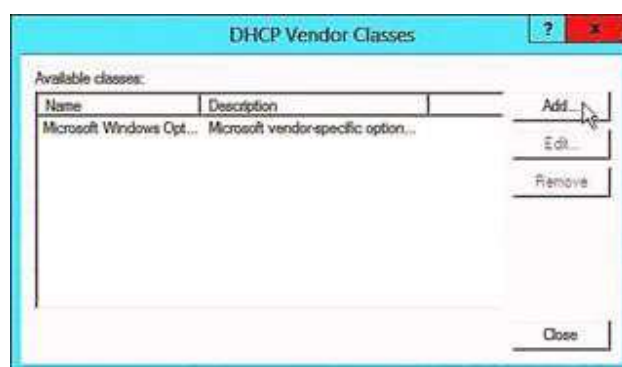 DHCP Vendor Classes
?
x
Available classes:
Name Description
Microsoft Windows Opt... Microsoft vendor-specific option...
Add...
Edit...
Remove
Close